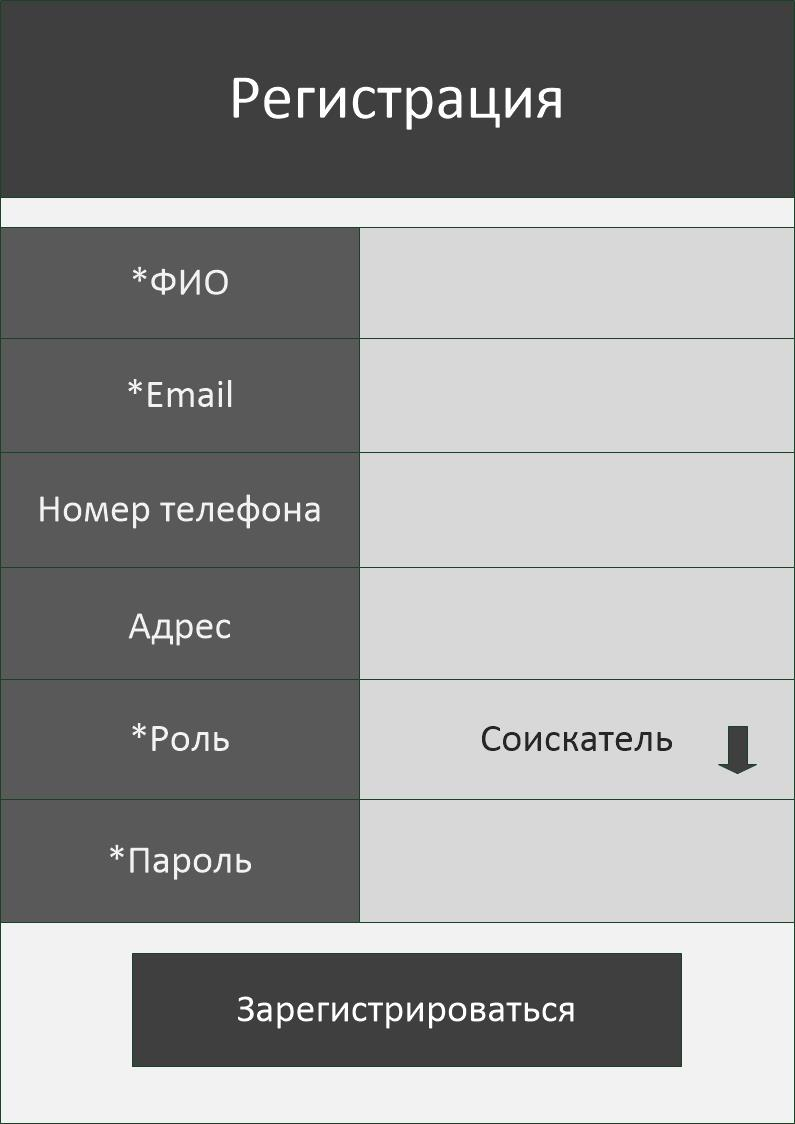 Регистрация
*ФИО
*Email
Номер телефона
Адрес
*Роль
Соискатель
*Пароль
Зарегистрироваться